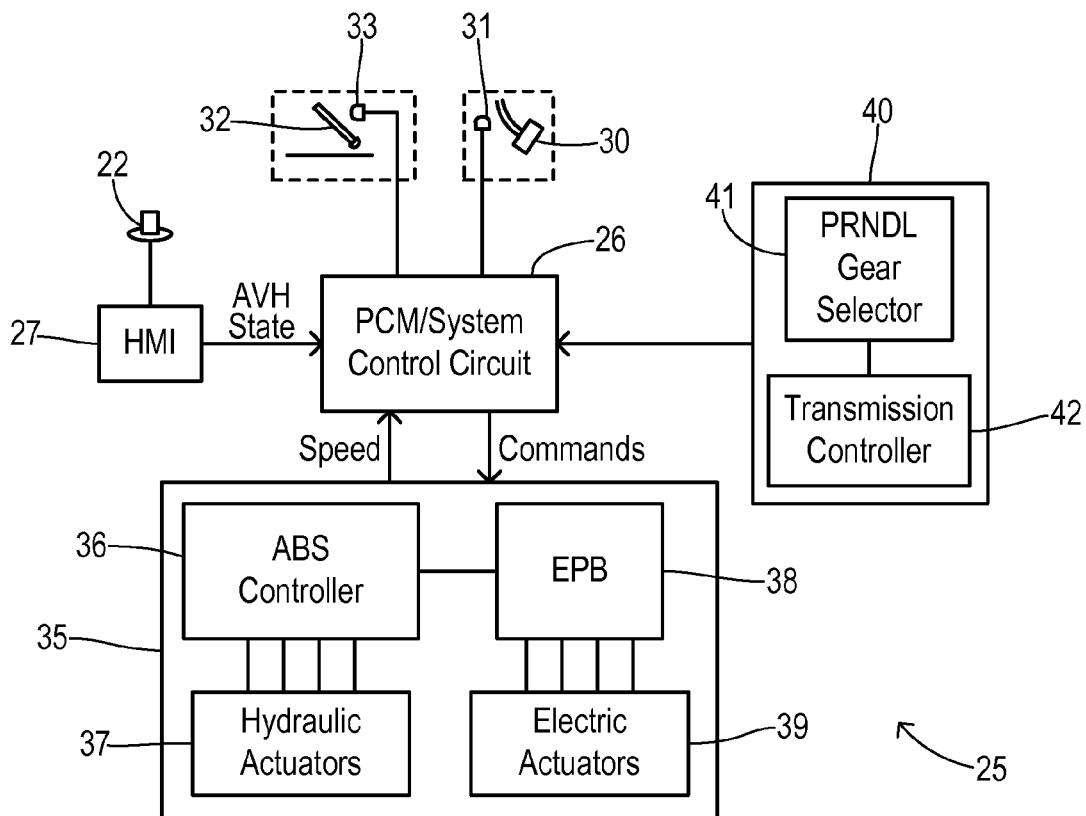 33
31
32
30
40
22
41
PRNDL
Gear
Selector
26
AVH
State
27
HMI
PCM/System
Control Circuit
Transmission
Controller
42
Speed
Commands
36
ABS
Controller
EPB
38
35
Hydraulic
Actuators
37
Electric
Actuators
39
25